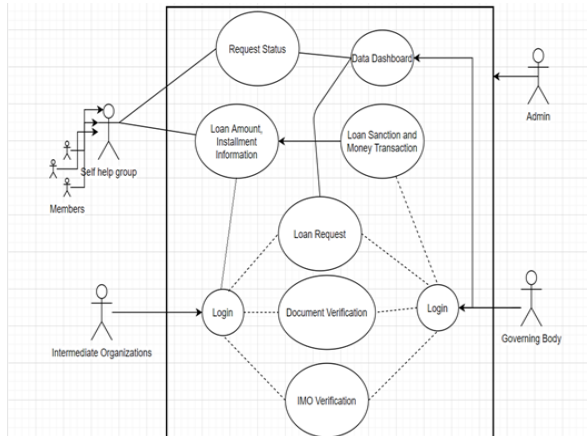 Request Status
Data Dashboard
Admin
Loan Amount,
Installment
Information
Loan Sanction and
Money Transaction
Self help group
Members
Loan Request
Login
Document Verification
Login
Intermediate Organizations
Governing Body
IMO Verification